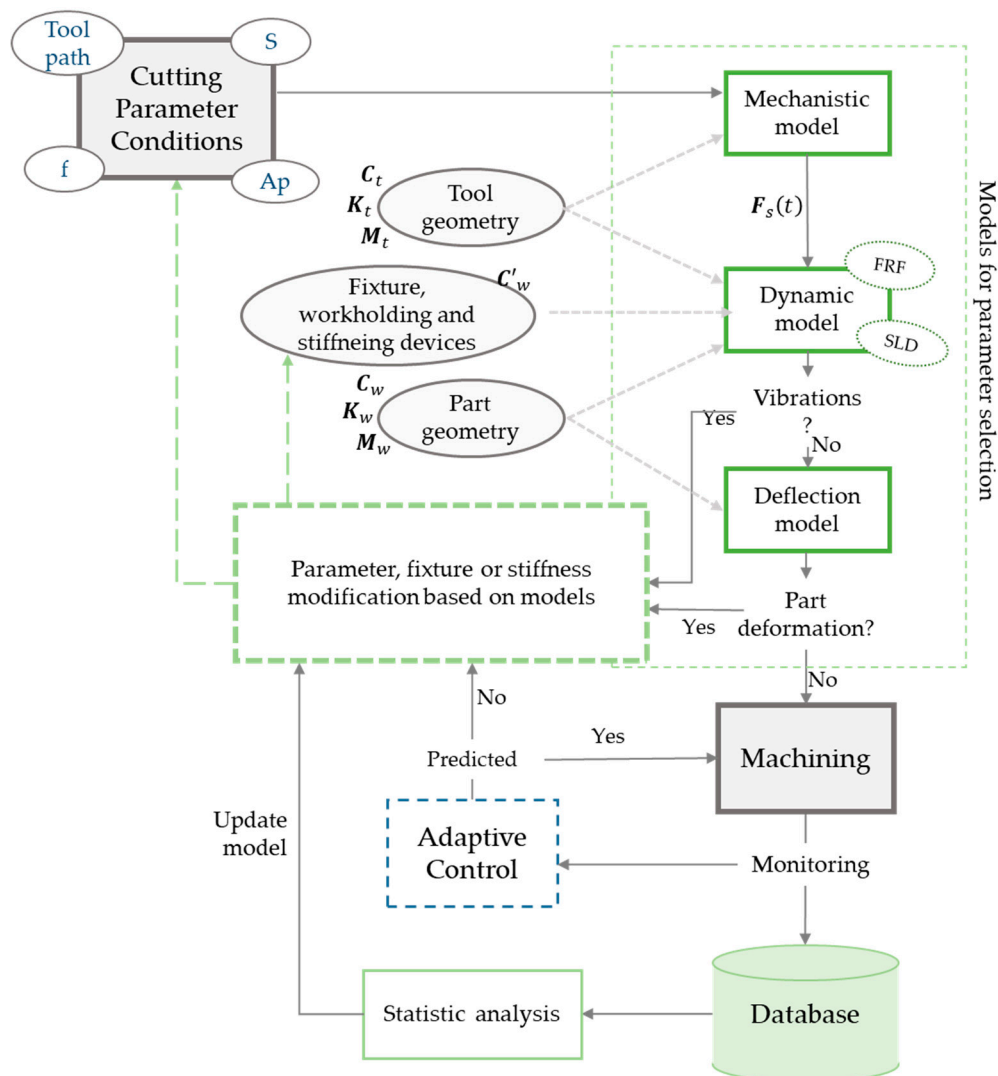 Tool
path
S
Cutting
Parameter
Conditions
f
Ap
Mechanistic
model
Models for parameter selection
C_t
K_t
M_t
Tool
geometry
F_s(t)
FRF
Dynamic
model
SLD
C'_w
Fixture,
workholding and
stiffneing devices
C_w
K_w
M_w
Part
geometry
Vibrations
?
Yes
No
Deflection
model
Parameter, fixture or stiffness
modification based on models
Part
deformation?
Yes
No
No
Predicted
Yes
Machining
Update
model
Adaptive
Control
Monitoring
Statistic analysis
Database